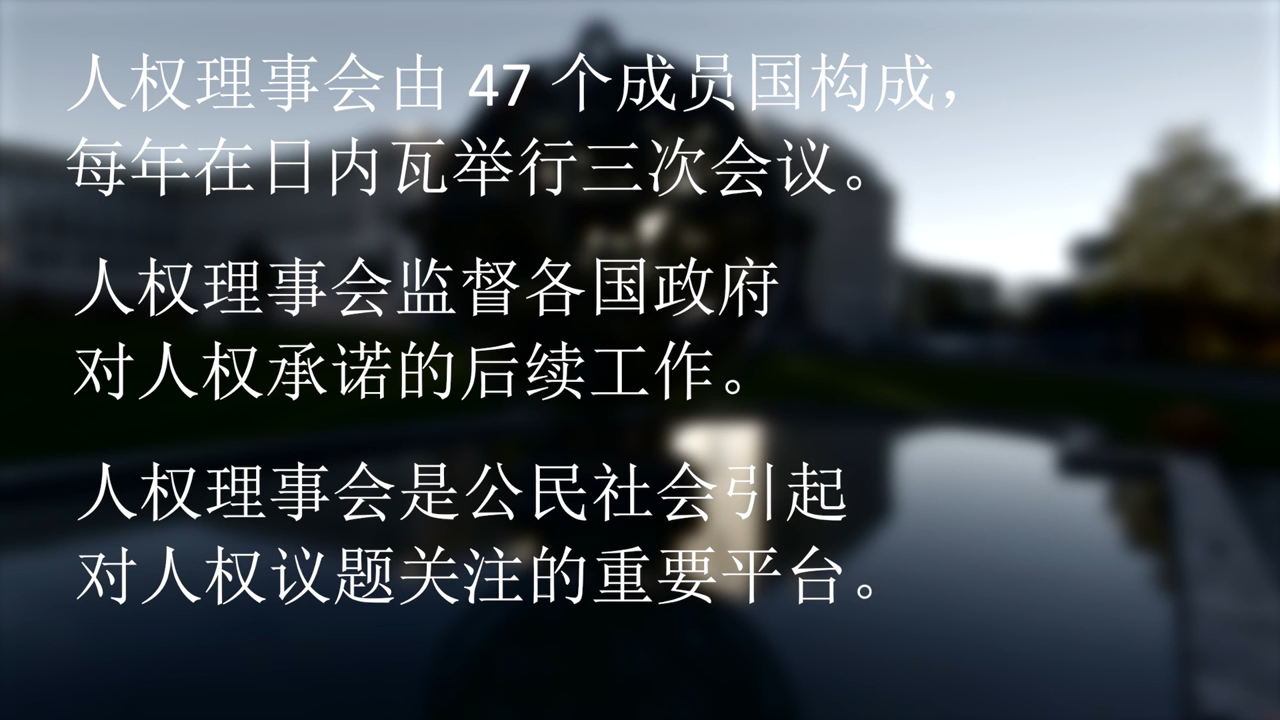 人权理事会由 47 个成员国构成，
每年在日内瓦举行三次会议。
人权理事会监督各国政府
对人权承诺的后续工作。
人权理事会是公民社会引起
对人权议题关注的重要平台。